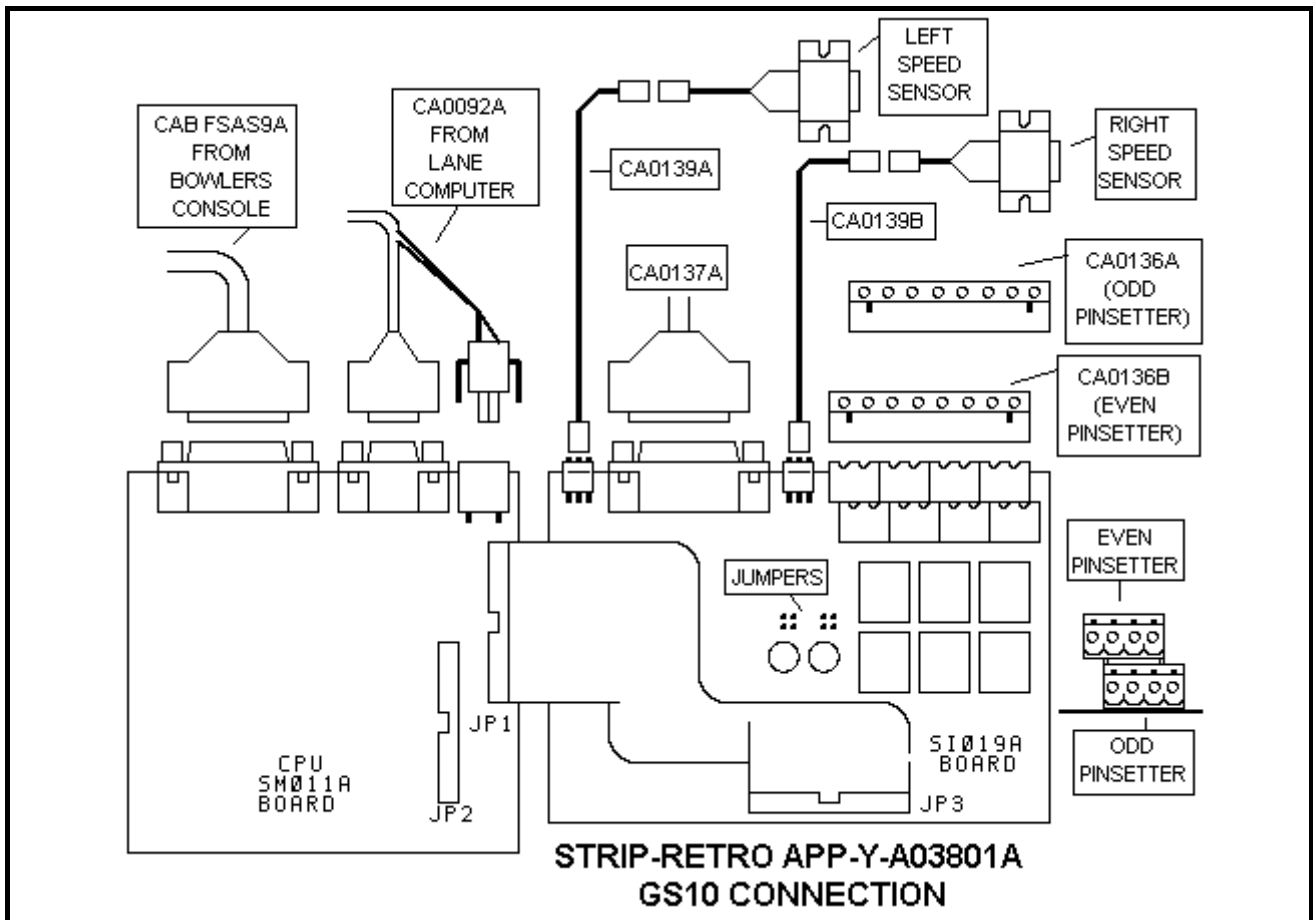 LEFT
SPEED
SENSOR
CAB FSAS9A
FROM
BOWLERS
CONSOLE
CA0092A
FROM
LANE
COMPUTER
CA0139A
RIGHT
SPEED
SENSOR
CA0139B
CA0137A
CA0136A
(ODD
PINSETTER)
CA0136B
(EVEN
PINSETTER)
JUMPERS
EVEN
PINSETTER
JP1
CPU
SM011A
BOARD
JP2
SI019A
BOARD
JP3
ODD
PINSETTER
STRIP-RETRO APP-Y-A03801A
GS10 CONNECTION